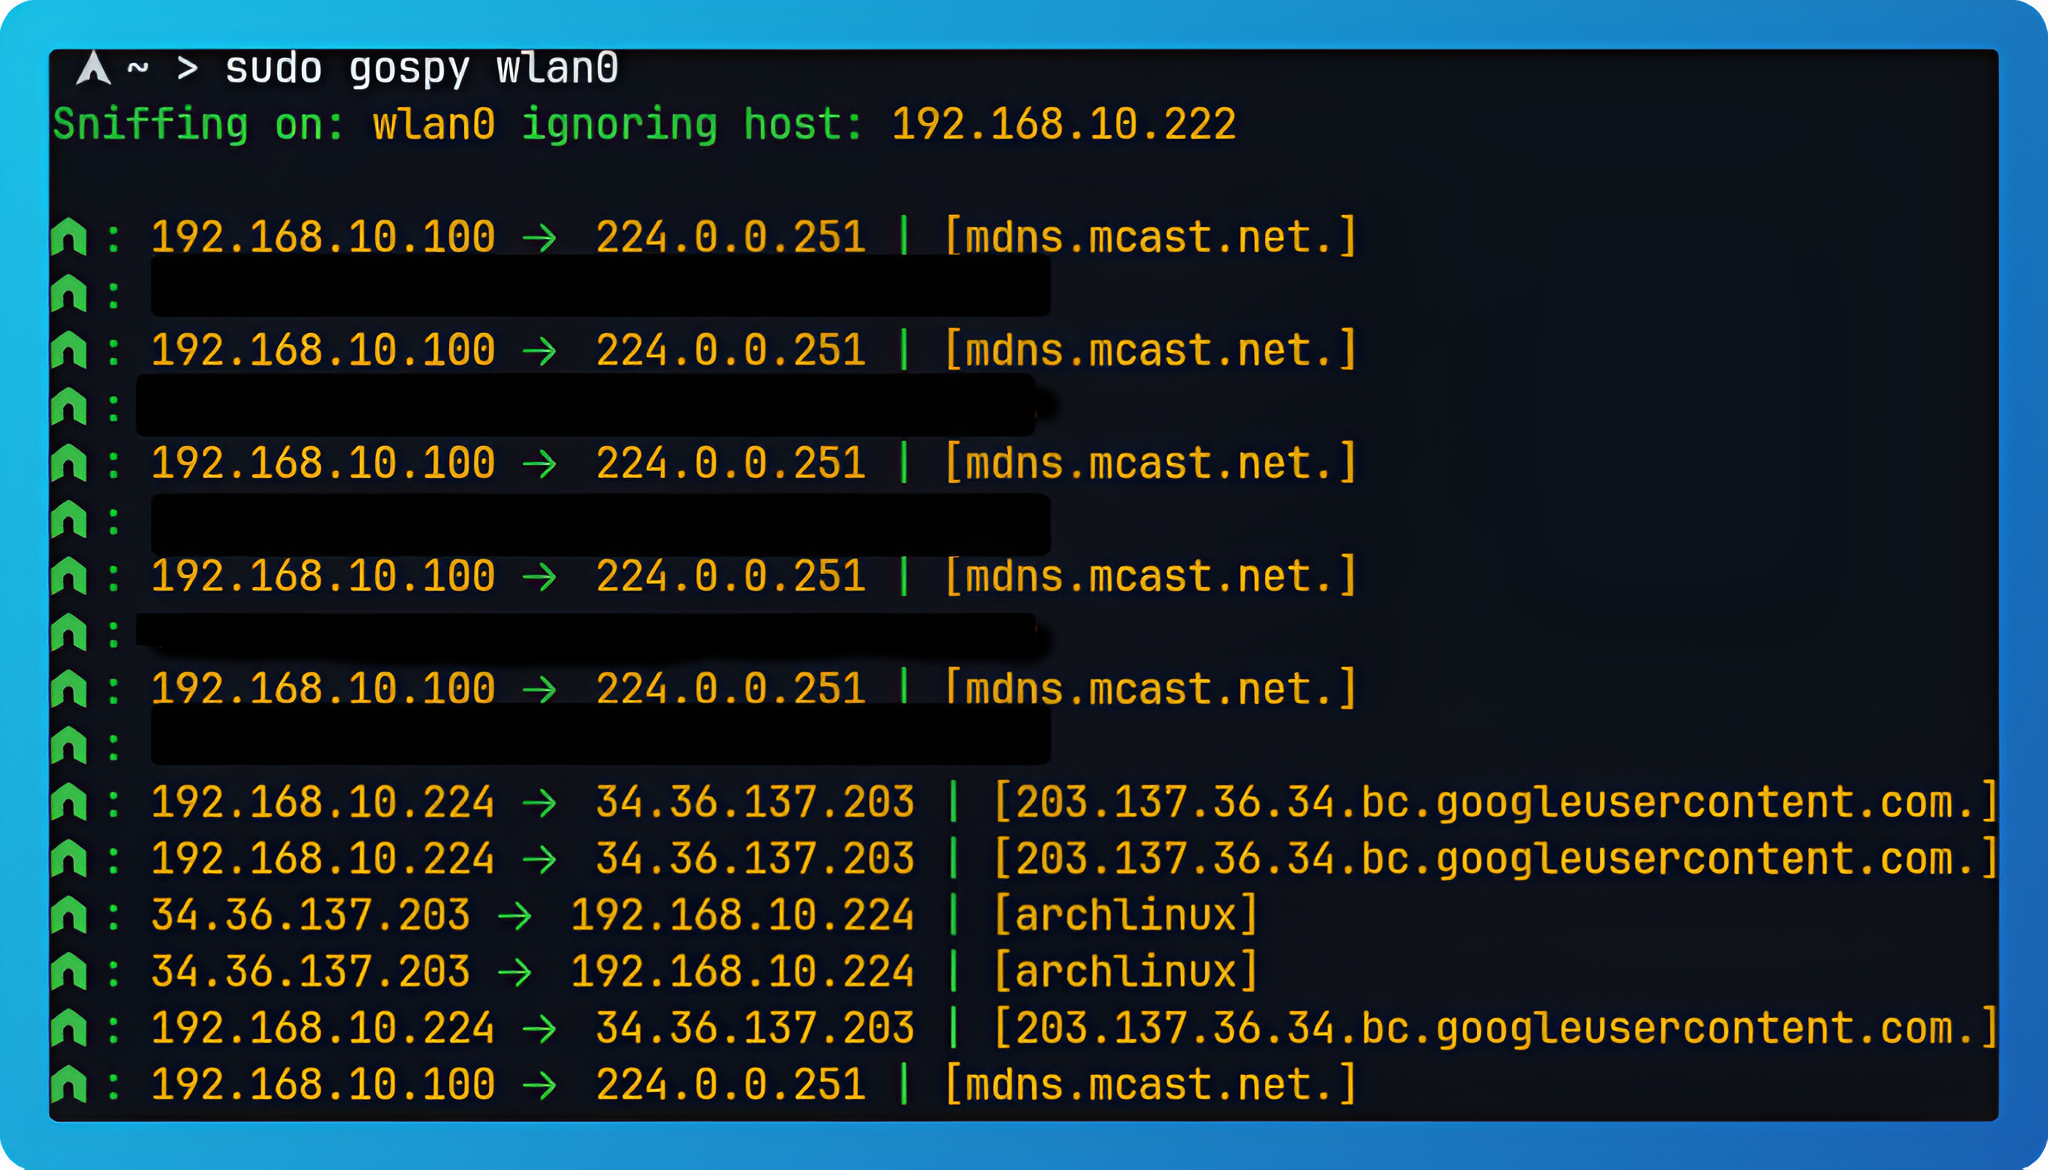 ~ > sudo gospy wlan0
Sniffing on: wlan0 ignoring host: 192.168.10.222
: 192.168.10.100 → 224.0.0.251 | [mdns.mcast.net.]
:
: 192.168.10.100 → 224.0.0.251 | [mdns.mcast.net.]
:
: 192.168.10.100 → 224.0.0.251 | [mdns.mcast.net.]
:
: 192.168.10.100 → 224.0.0.251 | [mdns.mcast.net.]
:
: 192.168.10.100 → 224.0.0.251 | [mdns.mcast.net.]
:
: 192.168.10.224 → 34.36.137.203 | [203.137.36.34.bc.googleusercontent.com.]
: 192.168.10.224 → 34.36.137.203 | [203.137.36.34.bc.googleusercontent.com.]
: 34.36.137.203 → 192.168.10.224 | [archlinux]
: 34.36.137.203 → 192.168.10.224 | [archlinux]
: 192.168.10.224 → 34.36.137.203 | [203.137.36.34.bc.googleusercontent.com.]
: 192.168.10.100 → 224.0.0.251 | [mdns.mcast.net.]